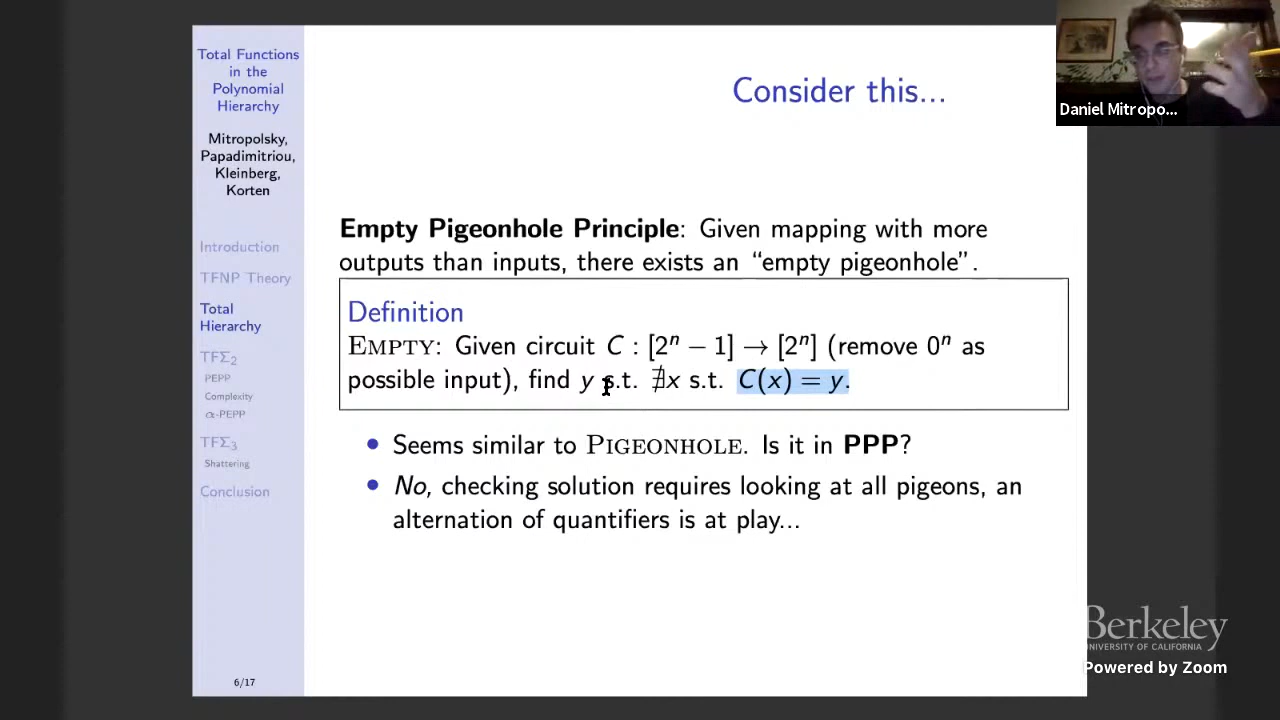 Total Functions
in the
Polynomial
Hierarchy
Mitropolsky,
Papadimitriou,
Kleinberg,
Korten
Introduction
TFNP Theory
Total
Hierarchy
TFΣ₂
PEPP
Complexity
α-PEPP
TFΣ₃
Shattering
Conclusion
6/17
Consider this...
Empty Pigeonhole Principle: Given mapping with more
outputs than inputs, there exists an “empty pigeonhole”.
Definition
EMPTY: Given circuit C : [2ⁿ − 1] → [2ⁿ] (remove 0ⁿ as
possible input), find y s.t. ∄x s.t. C(x) = y.
• Seems similar to PIGEONHOLE. Is it in PPP?
• No, checking solution requires looking at all pigeons, an
alternation of quantifiers is at play...
Daniel Mitropo...
Berkeley
UNIVERSITY OF CALIFORNIA
Powered by Zoom